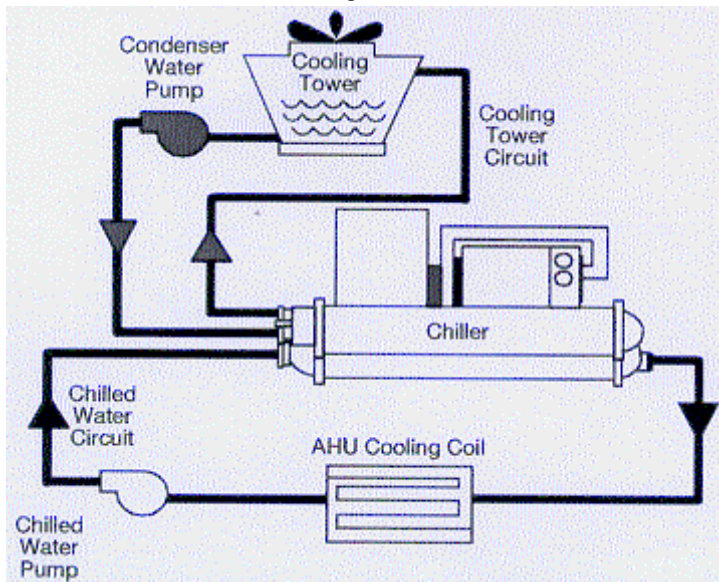 Condenser
Water
Pump
Cooling
Tower
Cooling
Tower
Circuit
Chiller
Chilled
Water
Circuit
AHU Cooling Coil
Chilled
Water
Pump